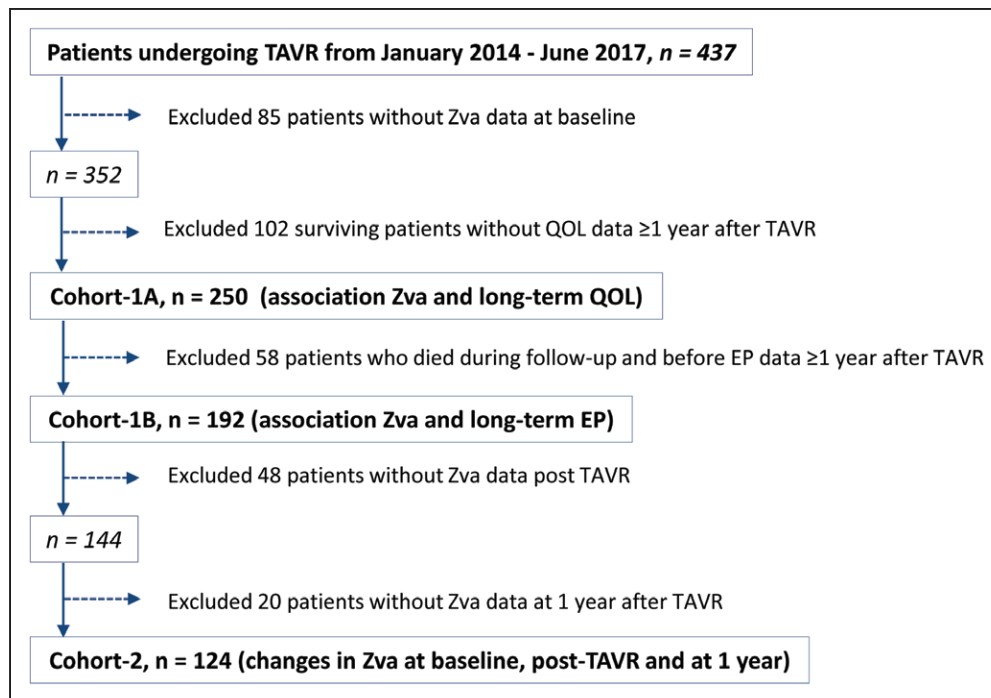 Patients undergoing TAVR from January 2014 - June 2017, n = 437
Excluded 85 patients without Zva data at baseline
n = 352
Excluded 102 surviving patients without QOL data ≥1 year after TAVR
Cohort-1A, n = 250 (association Zva and long-term QOL)
Excluded 58 patients who died during follow-up and before EP data ≥1 year after TAVR
Cohort-1B, n = 192 (association Zva and long-term EP)
Excluded 48 patients without Zva data post TAVR
n = 144
Excluded 20 patients without Zva data at 1 year after TAVR
Cohort-2, n = 124 (changes in Zva at baseline, post-TAVR and at 1 year)